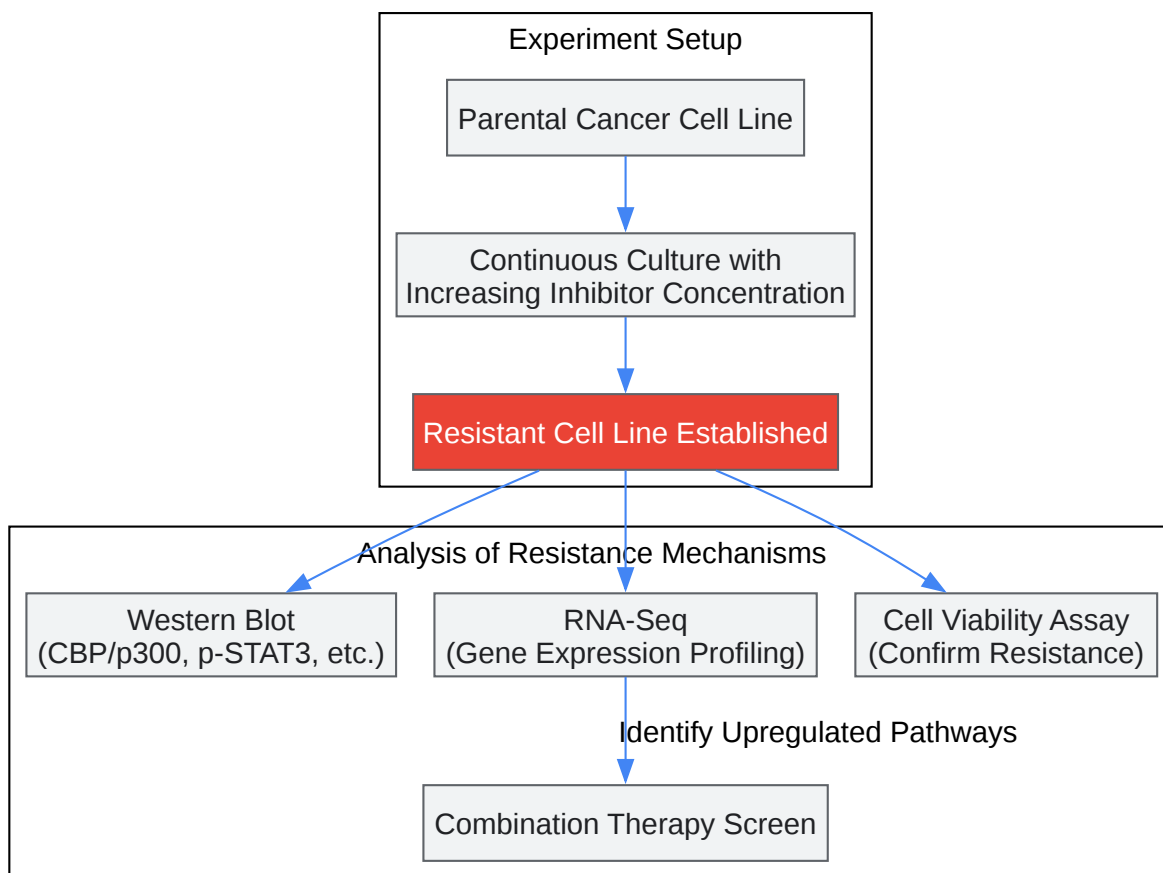 Experiment Setup
Parental Cancer Cell Line
Continuous Culture with
Increasing Inhibitor Concentration
Resistant Cell Line Established
Analysis of Resistance Mechanisms
Western Blot
(CBP/p300, p-STAT3, etc.)
RNA-Seq
(Gene Expression Profiling)
Cell Viability Assay
(Confirm Resistance)
Identify Upregulated Pathways
Combination Therapy Screen